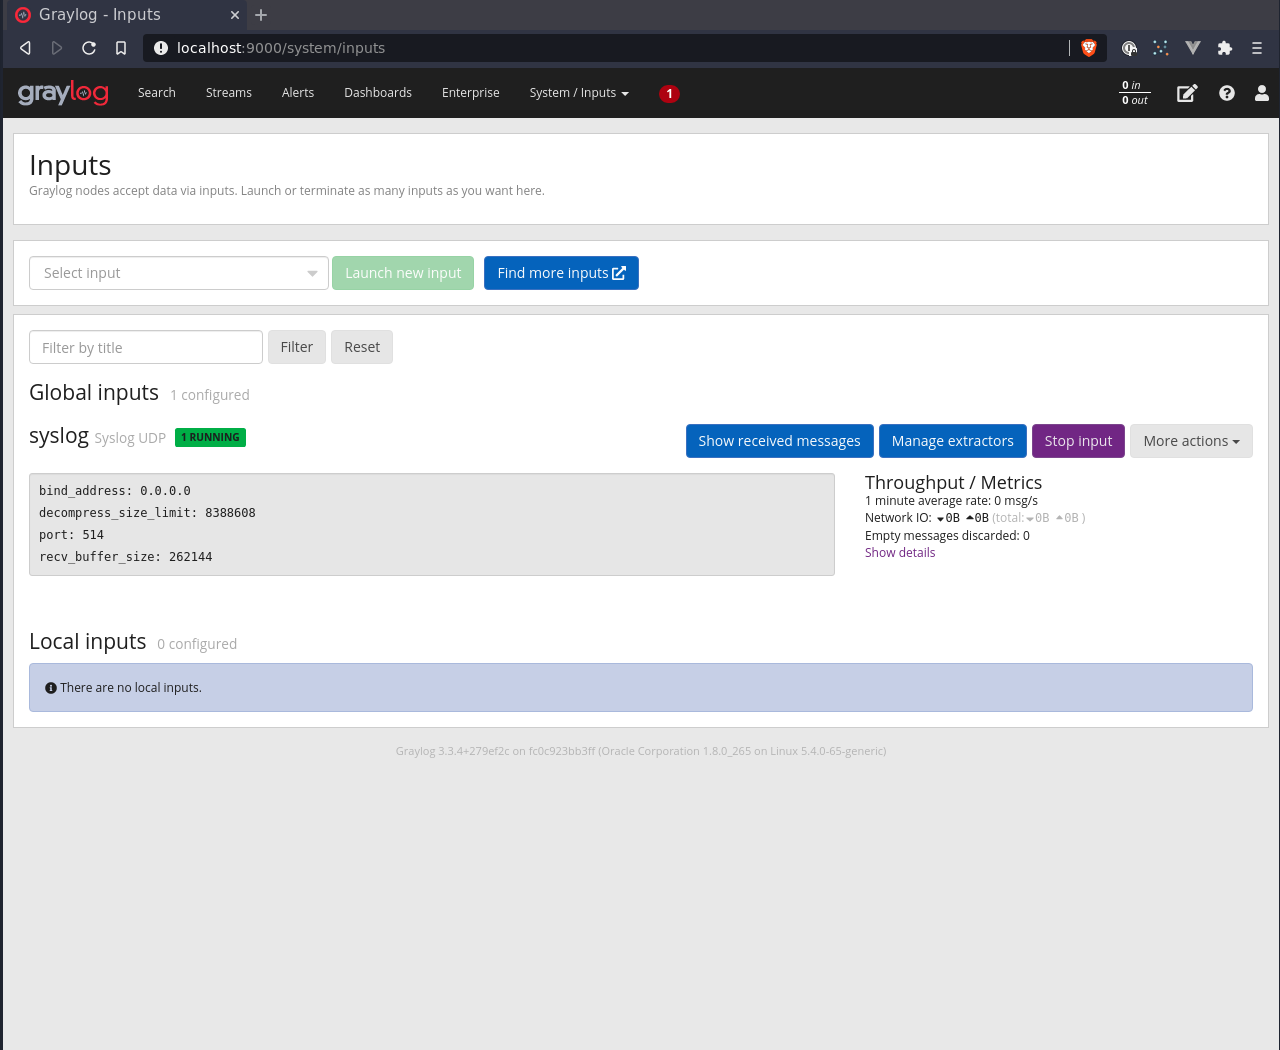 Graylog - Inputs
localhost:9000/system/inputs
graylog Search Streams Alerts Dashboards Enterprise System / Inputs 1 0 in
0 out
Inputs
Graylog nodes accept data via inputs. Launch or terminate as many inputs as you want here.
Select input Launch new input Find more inputs
Filter by title Filter Reset
Global inputs 1 configured
syslog Syslog UDP 1 RUNNING Show received messages Manage extractors Stop input More actions
bind_address: 0.0.0.0
decompress_size_limit: 8388608
port: 514
recv_buffer_size: 262144
Throughput / Metrics
1 minute average rate: 0 msg/s
Network IO: 0B 0B (total: 0B 0B )
Empty messages discarded: 0
Show details
Local inputs 0 configured
There are no local inputs.
Graylog 3.3.4+279ef2c on fc0c923bb3ff (Oracle Corporation 1.8.0_265 on Linux 5.4.0-65-generic)